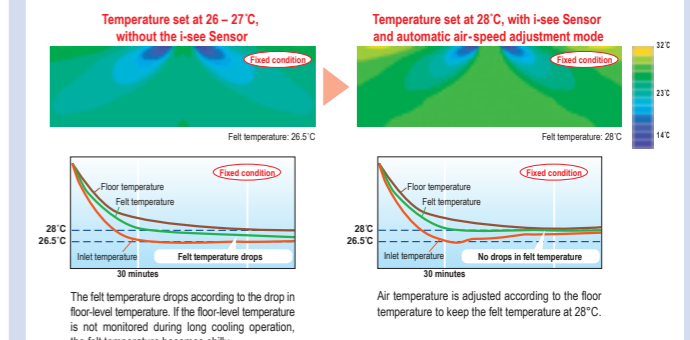 Temperature set at 26 – 27˚C,
without the i-see Sensor
Fixed condition
Felt temperature: 26.5˚C
Temperature set at 28˚C, with i-see Sensor
and automatic air-speed adjustment mode
Fixed condition
Felt temperature: 28˚C
32˚C
23˚C
14˚C
Fixed condition
Floor temperature
Felt temperature
28˚C
26.5˚C
Inlet temperature
Felt temperature drops
30 minutes
Fixed condition
Floor temperature
Felt temperature
28˚C
26.5˚C
Inlet temperature
No drops in felt temperature
30 minutes
The felt temperature drops according to the drop in
floor-level temperature. If the floor-level temperature
is not monitored during long cooling operation,
the felt temperature becomes chilly.
Air temperature is adjusted according to the floor
temperature to keep the felt temperature at 28°C.